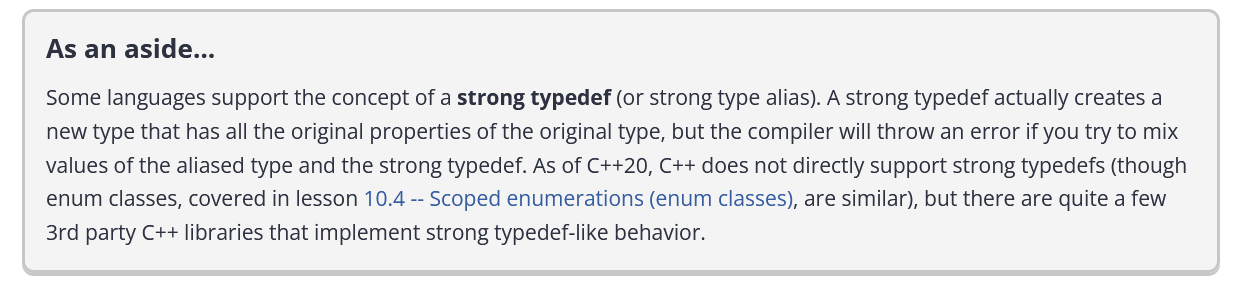 As an aside...
Some languages support the concept of a strong typedef (or strong type alias). A strong typedef actually creates a
new type that has all the original properties of the original type, but the compiler will throw an error if you try to mix
values of the aliased type and the strong typedef. As of C++20, C++ does not directly support strong typedefs (though
enum classes, covered in lesson 10.4 -- Scoped enumerations (enum classes), are similar), but there are quite a few
3rd party C++ libraries that implement strong typedef-like behavior.